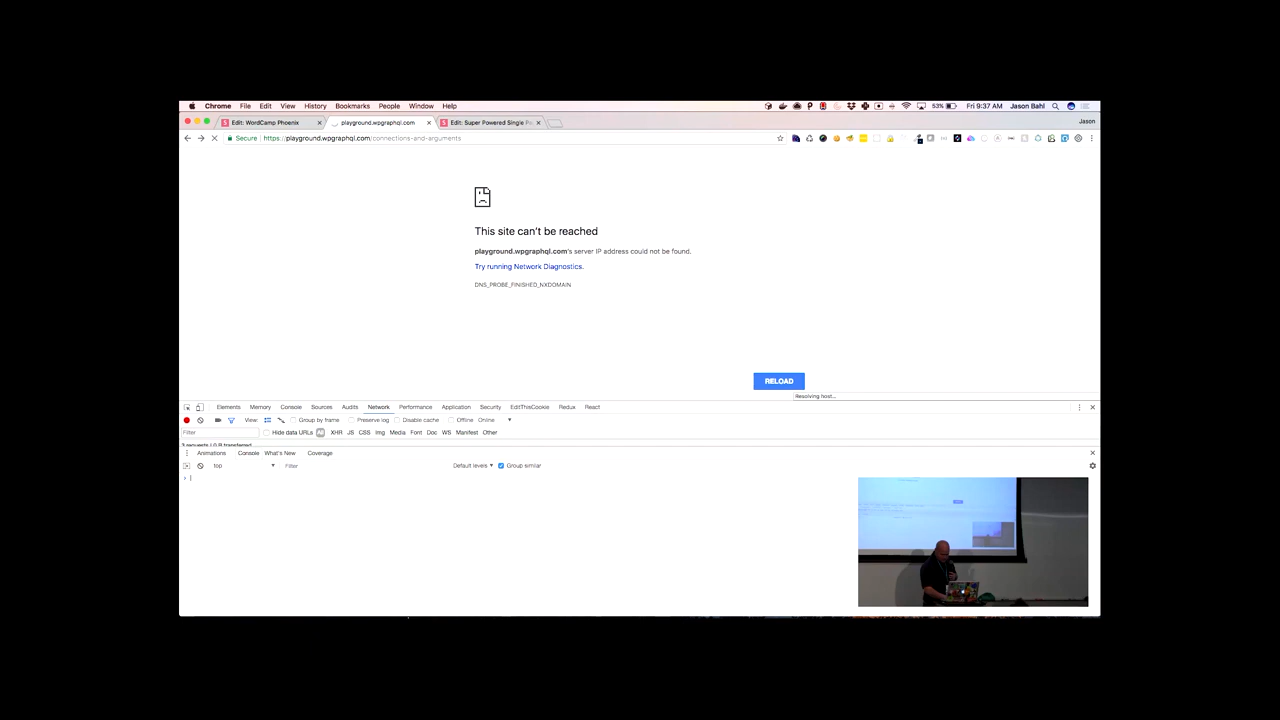 Chrome File Edit View History Bookmarks People Window Help 53% Fri 9:37 AM Jason Bahl
Edit: WordCamp Phoenix playground.wpgraphql.com Edit: Super Powered Single P Jason
Secure https://playground.wpgraphql.com/connections-and-arguments
This site can't be reached
playground.wpgraphql.com's server IP address could not be found.
Try running Network Diagnostics.
DNS_PROBE_FINISHED_NXDOMAIN
RELOAD
Resolving host...
Elements Memory Console Sources Audits Network Performance Application Security EditThisCookie Redux React
View: Group by frame Preserve log Disable cache Offline Online
Filter Hide data URLs All XHR JS CSS Img Media Font Doc WS Manifest Other
3 requests | 0 B transferred
Animations Console What's New Coverage
top Filter Default levels Group similar